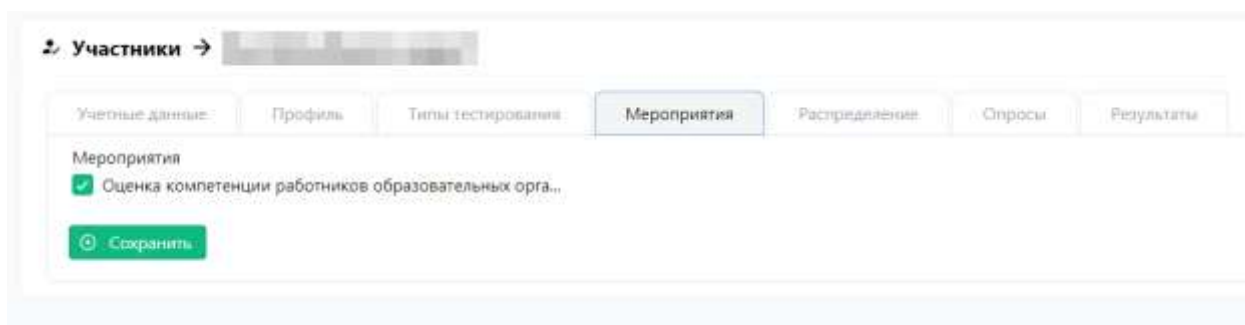 Участники →
Учетные данные Профиль Типы тестирования Мероприятия Распределение Опросы Результаты
Мероприятия
Оценка компетенции работников образовательных орга...
Сохранить